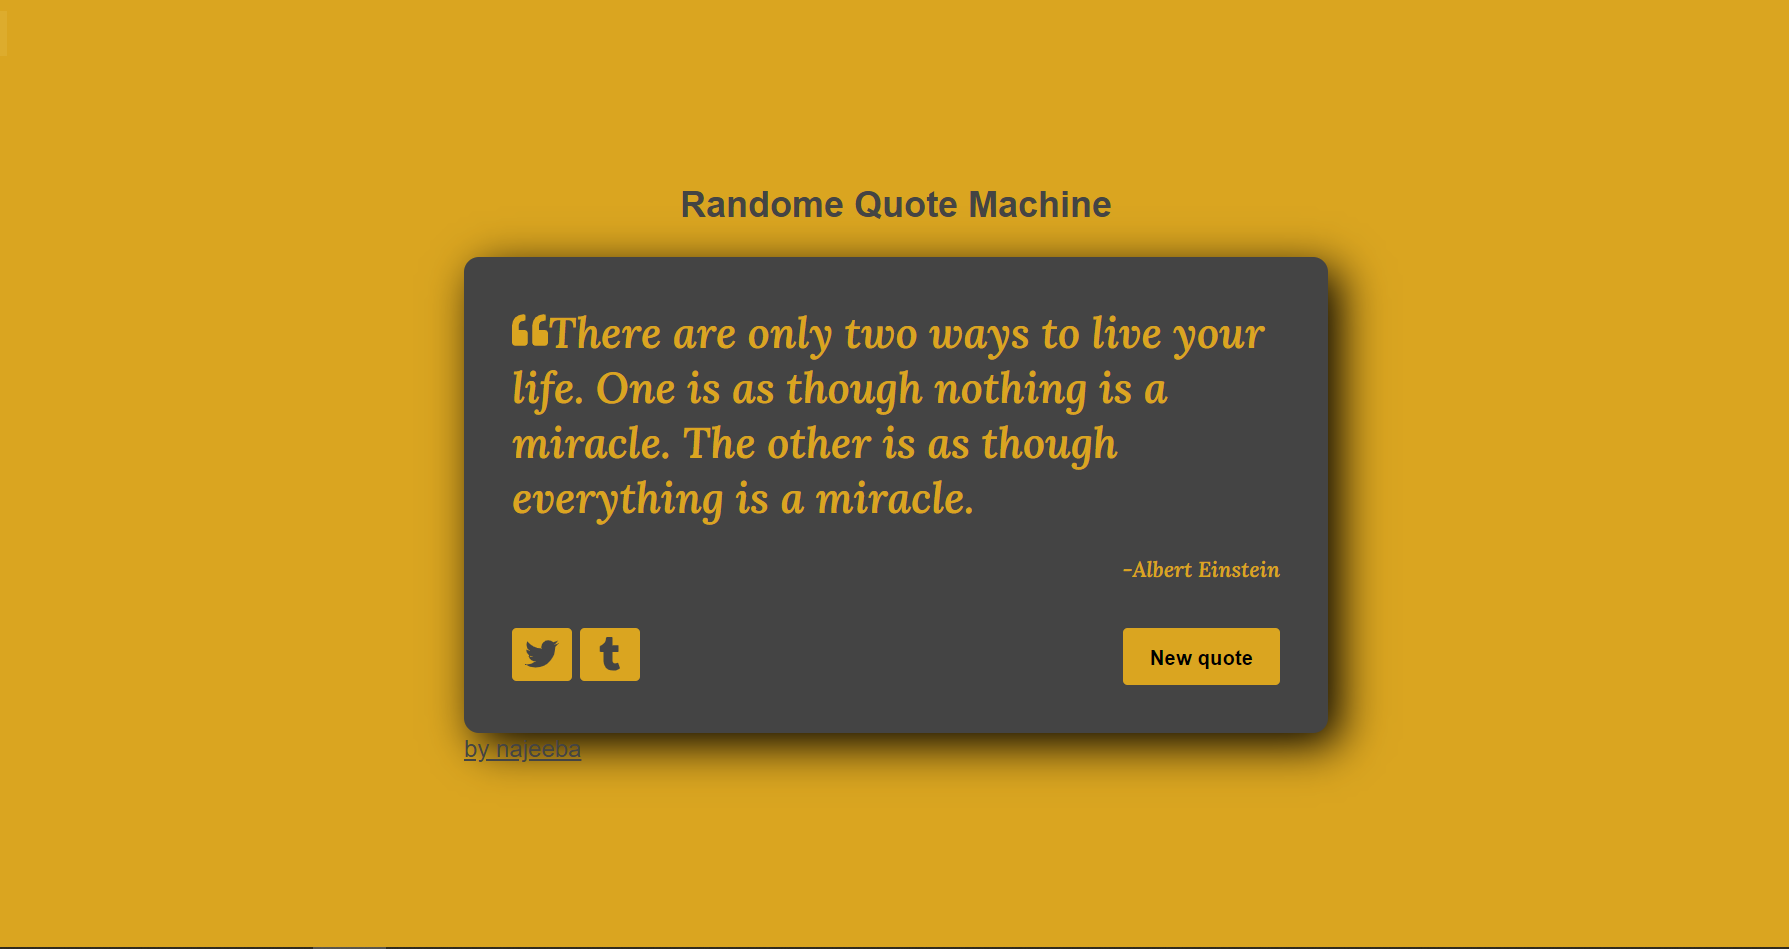 Randome Quote Machine
❝There are only two ways to live your
life. One is as though nothing is a
miracle. The other is as though
everything is a miracle.
-Albert Einstein
New quote
by najeeba